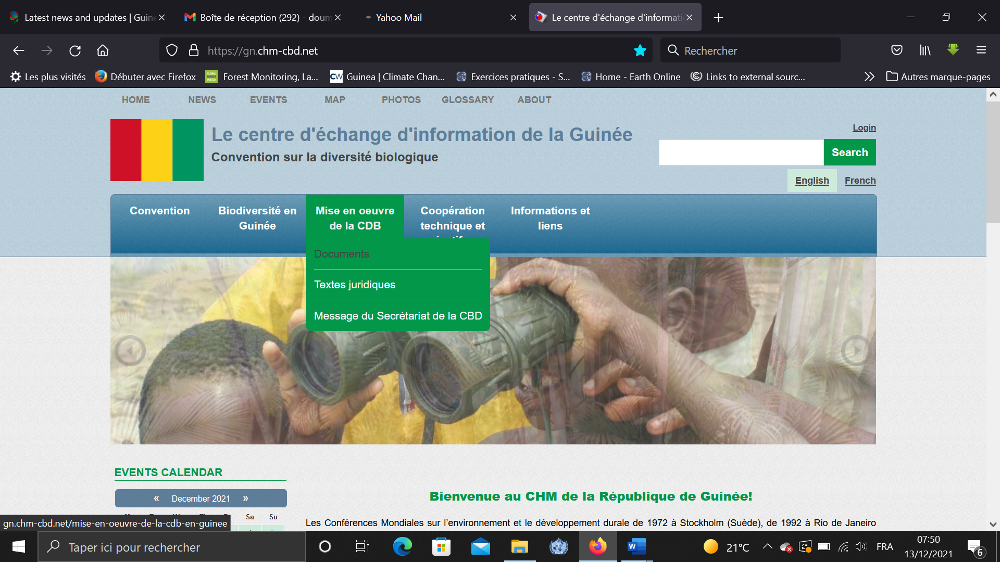 Latest news and updates | Guin
Boîte de réception (292) - doum
Yahoo Mail
Le centre d'échange d'informati
https://gn.chm-cbd.net
Rechercher
Les plus visités
Débuter avec Firefox
Forest Monitoring, La...
CW
Guinea | Climate Chan...
Exercices pratiques - S...
Home - Earth Online
Links to external sourc...
Autres marque-pages
HOME NEWS EVENTS MAP PHOTOS GLOSSARY ABOUT
Le centre d'échange d'information de la Guinée
Convention sur la diversité biologique
Login
Search
English French
Convention
Biodiversité en
Guinée
Mise en oeuvre
de la CDB
Coopération
technique et
Informations et
liens
Documents
Textes juridiques
Message du Secrétariat de la CBD
EVENTS CALENDAR
« December 2021 »
Sa Su
Bienvenue au CHM de la République de Guinée!
Les Conférences Mondiales sur l'environnement et le développement durale de 1972 à Stockholm (Suède), de 1992 à Rio de Janeiro
gn.chm-cbd.net/mise-en-oeuvre-de-la-cdb-en-guinee
Taper ici pour rechercher
21°C
FRA
07:50
13/12/2021
6